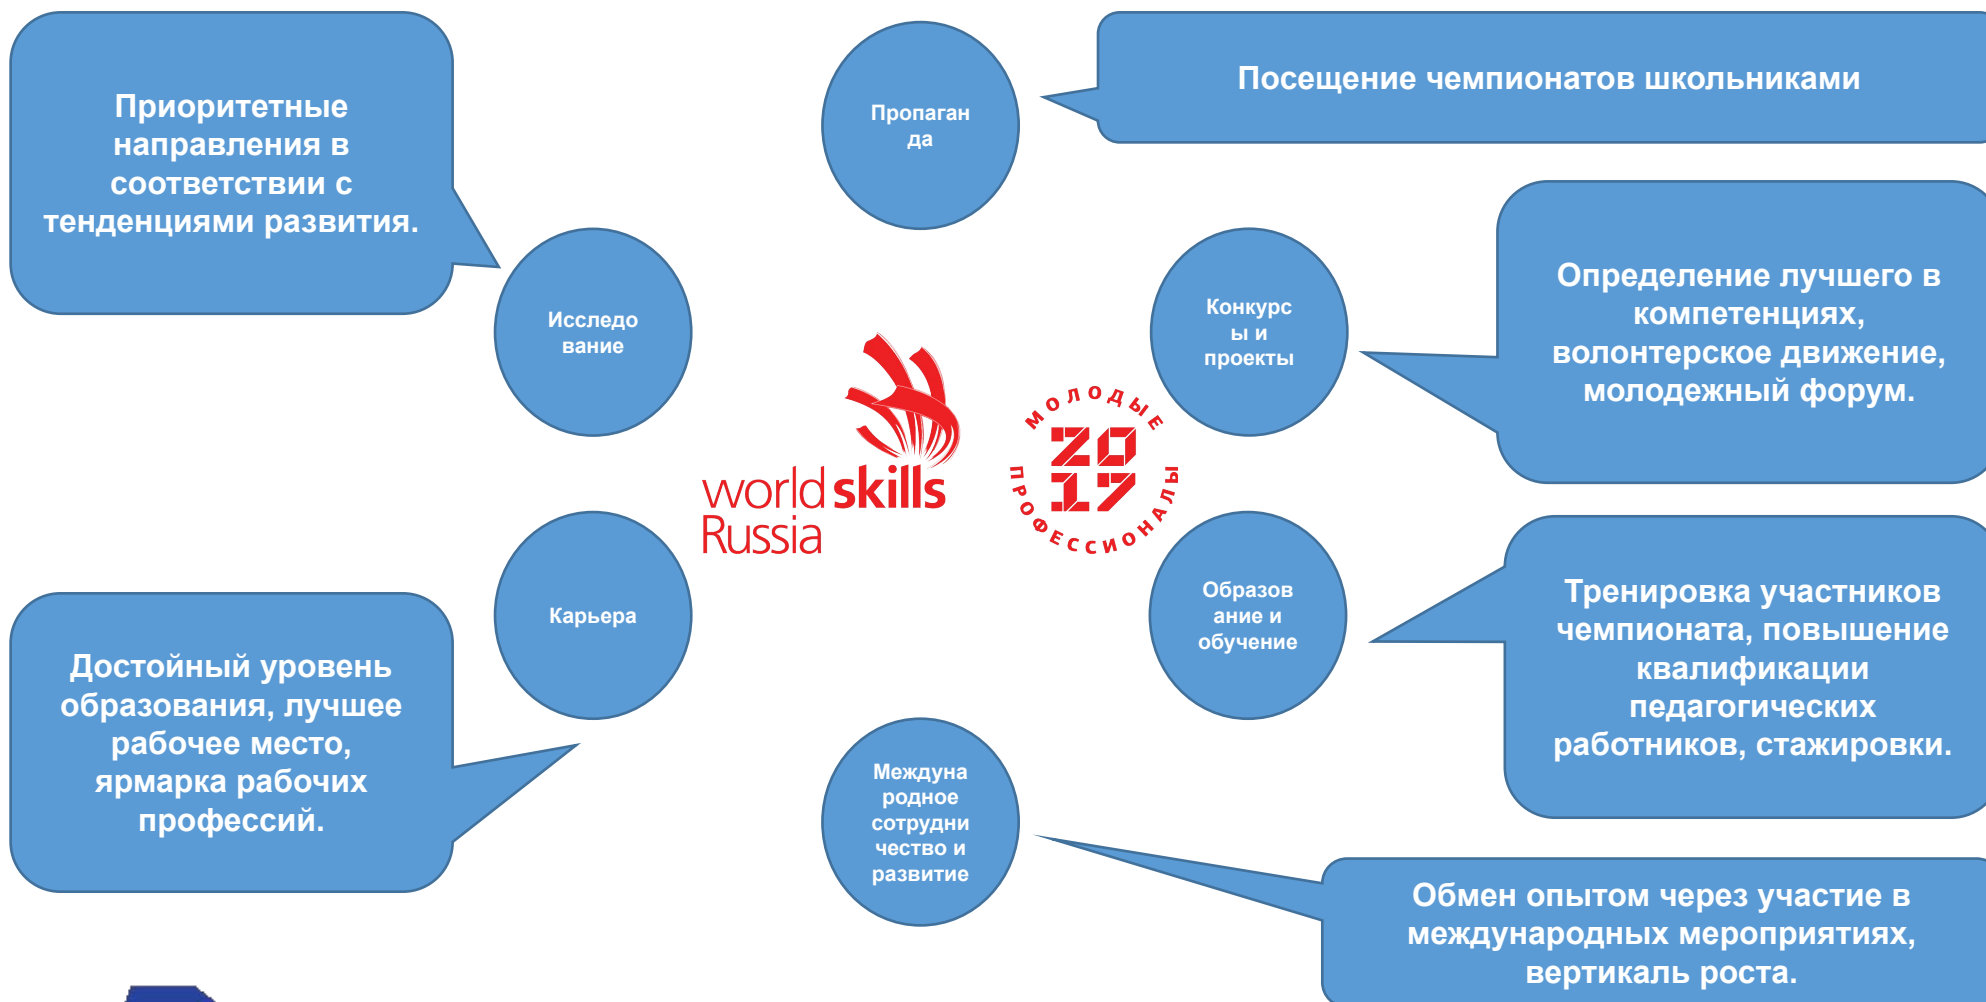 Приоритетные
направления в
соответствии с
тенденциями развития.
Пропаган
да
Посещение чемпионатов школьниками
Исследо
вание
Конкурс
ы и
проекты
Определение лучшего в
компетенциях,
волонтерское движение,
молодежный форум.
world skills
Russia
МОЛОДЫЕ
20
17
ПРОФЕССИОНАЛЫ
Карьера
Достойный уровень
образования, лучшее
рабочее место,
ярмарка рабочих
профессий.
Образов
ание и
обучение
Тренировка участников
чемпионата, повышение
квалификации
педагогических
работников, стажировки.
Междуна
родное
сотрудни
чество и
развитие
Обмен опытом через участие в
международных мероприятиях,
вертикаль роста.